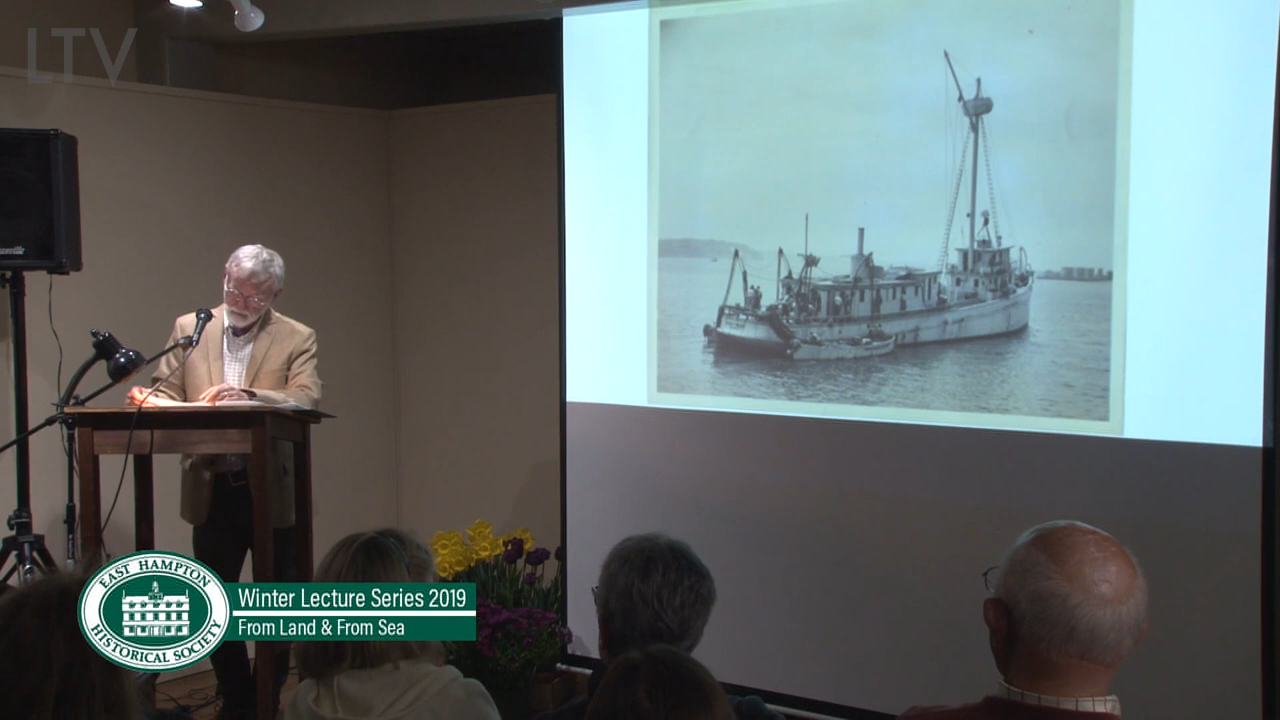 LTV
EAST HAMPTON
HISTORICAL SOCIETY
Winter Lecture Series 2019
From Land & From Sea